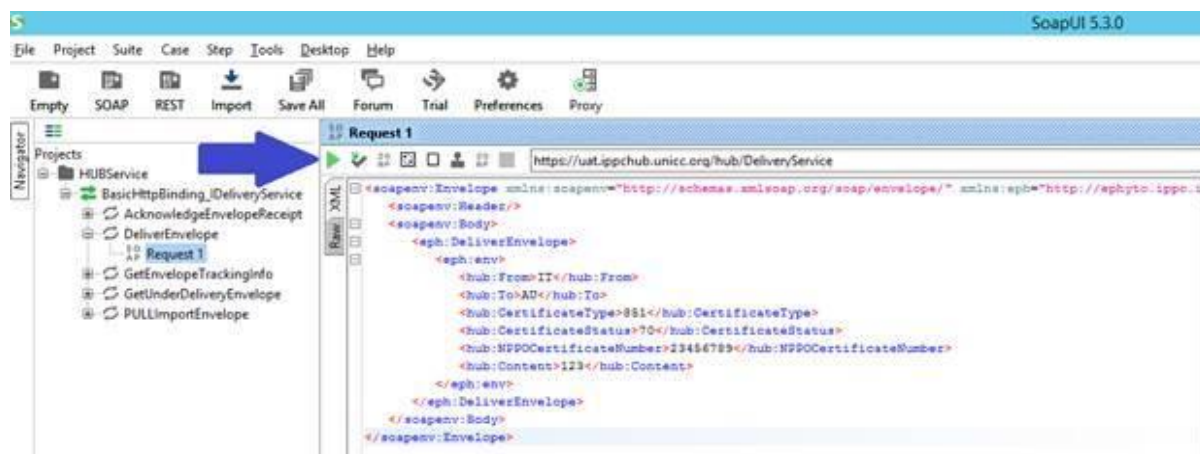 SoapUI 5.3.0
File Project Suite Case Step Tools Desktop Help
Empty SOAP REST Import Save All Forum Trial Preferences Proxy
Navigator
Projects
HUBService
BasicHttpBinding_IDeliveryService
AcknowledgeEnvelopeReceipt
DeliverEnvelope
Request 1
GetEnvelopeTrackingInfo
GetUnderDeliveryEnvelope
PULLImportEnvelope
Request 1
https://uat.ippchub.unicc.org/hub/DeliveryService
XML
Raw
<soapenv:Envelope xmlns:soapenv="http://schemas.xmlsoap.org/soap/envelope/" xmlns:eph="http://ephyto.ippc.i
<soapenv:Header/>
<soapenv:Body>
<eph:DeliverEnvelope>
<eph:env>
<hub:From>IT</hub:From>
<hub:To>AU</hub:To>
<hub:CertificateType>851</hub:CertificateType>
<hub:CertificateStatus>70</hub:CertificateStatus>
<hub:NPPOCertificateNumber>23456789</hub:NPPOCertificateNumber>
<hub:Content>123</hub:Content>
</eph:env>
</eph:DeliverEnvelope>
</soapenv:Body>
</soapenv:Envelope>